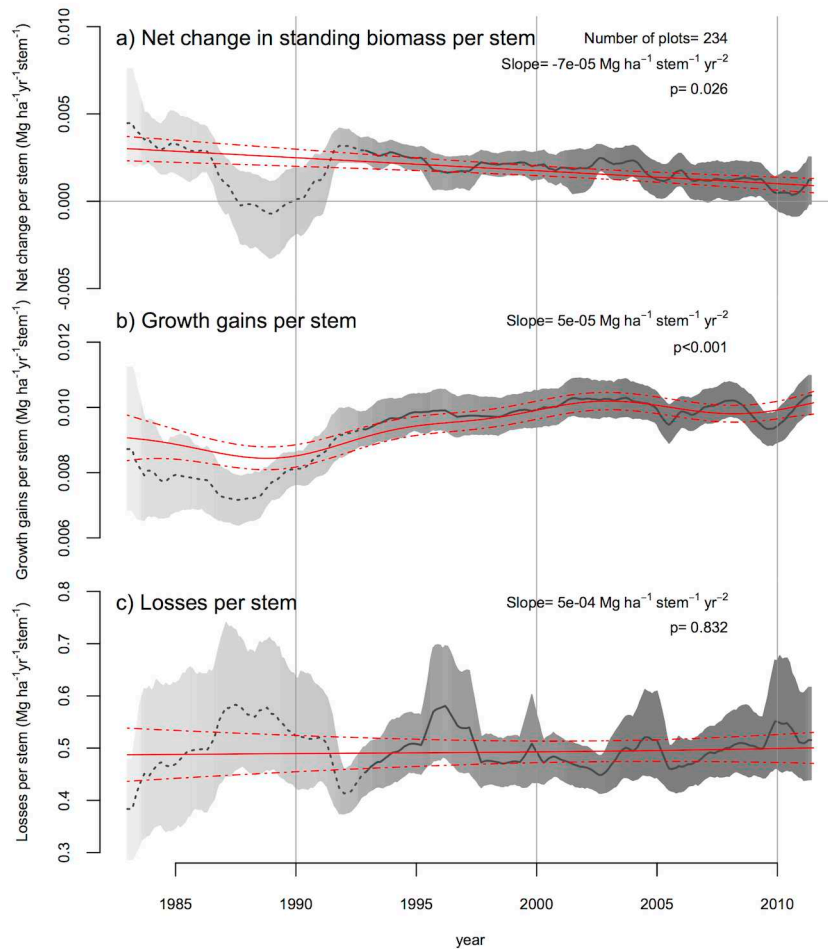 a) Net change in standing biomass per stem
Number of plots= 234
Slope= -7e-05 Mg ha⁻¹ stem⁻¹ yr⁻²
p= 0.026
Net change per stem (Mg ha⁻¹yr⁻¹stem⁻¹)
0.010
0.005
0.000
-0.005
b) Growth gains per stem
Slope= 5e-05 Mg ha⁻¹ stem⁻¹ yr⁻²
p<0.001
Growth gains per stem (Mg ha⁻¹yr⁻¹stem⁻¹)
0.012
0.010
0.008
0.006
c) Losses per stem
Slope= 5e-04 Mg ha⁻¹ stem⁻¹ yr⁻²
p= 0.832
Losses per stem (Mg ha⁻¹yr⁻¹stem⁻¹)
0.8
0.7
0.6
0.5
0.4
0.3
1985 1990 1995 2000 2005 2010
year